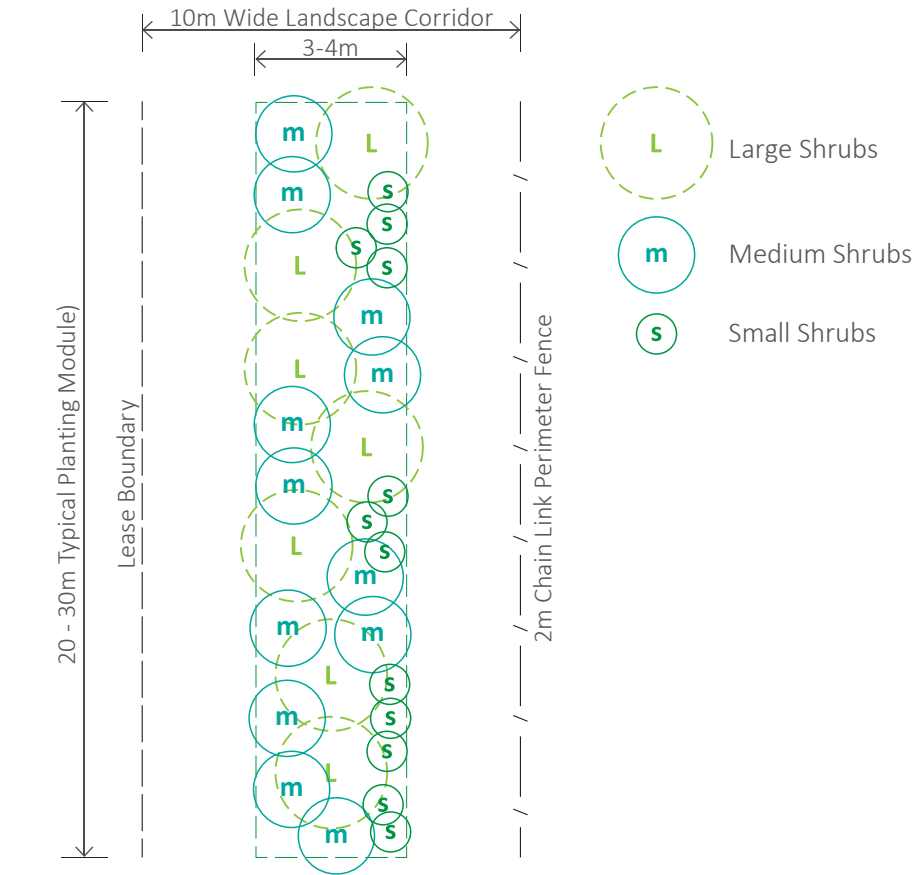 10m Wide Landscape Corridor
3-4m
20 - 30m Typical Planting Module)
Lease Boundary
2m Chain Link Perimeter Fence
m
L
m
s
s
s
L
s
m
L
m
m
L
m
s
s
L
s
m
m
m
L
s
m
s
s
L
m
s
m
s
L
Large Shrubs
m
Medium Shrubs
s
Small Shrubs